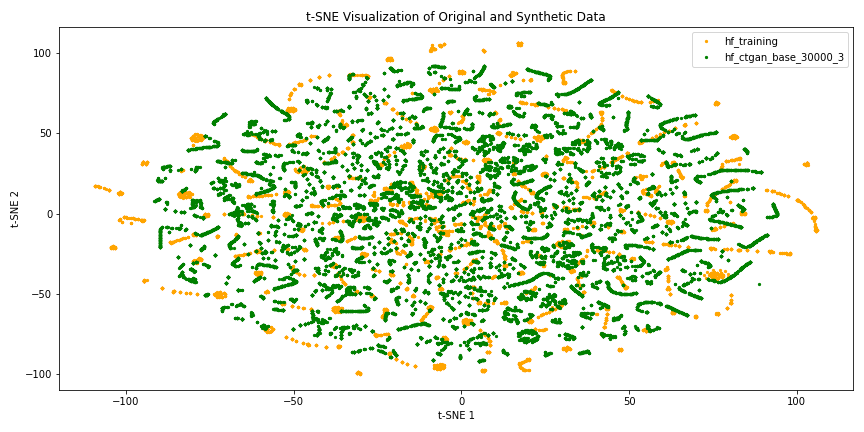 t-SNE Visualization of Original and Synthetic Data
hf_training
hf_ctgan_base_30000_3
100
50
0
−50
−100
t-SNE 2
−100
−50
0
50
100
t-SNE 1